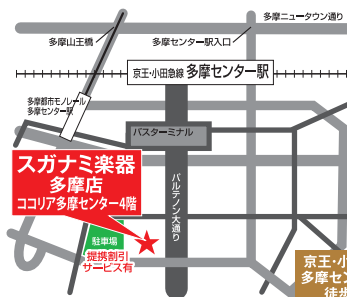 多摩ニュータウン通り
多摩山王橋
多摩センター駅入口
京王・小田急線 多摩センター駅
多摩都市モノレール
多摩センター駅
バスターミナル
スガナミ楽器
多摩店
ココリア多摩センター4階
パルテノン大通り
駐車場
提携割引
サービス有
京王・小
多摩セン
徒歩